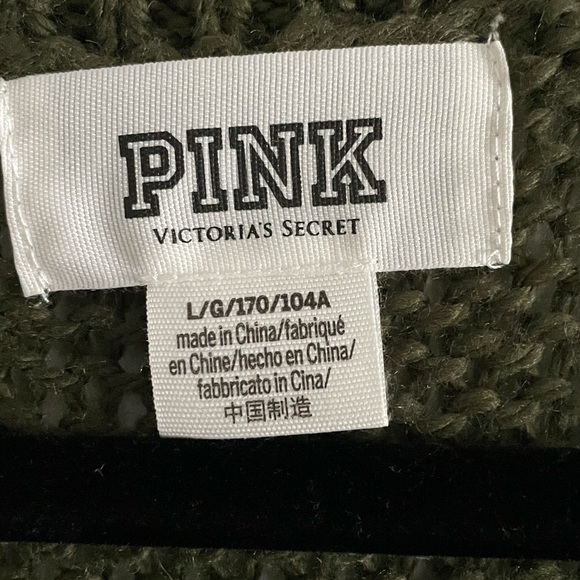 PINK
VICTORIA'S SECRET
L/G/170/104A
made in China/fabriqué
en Chine/hecho en China/
fabbricato in Cina/
中国制造